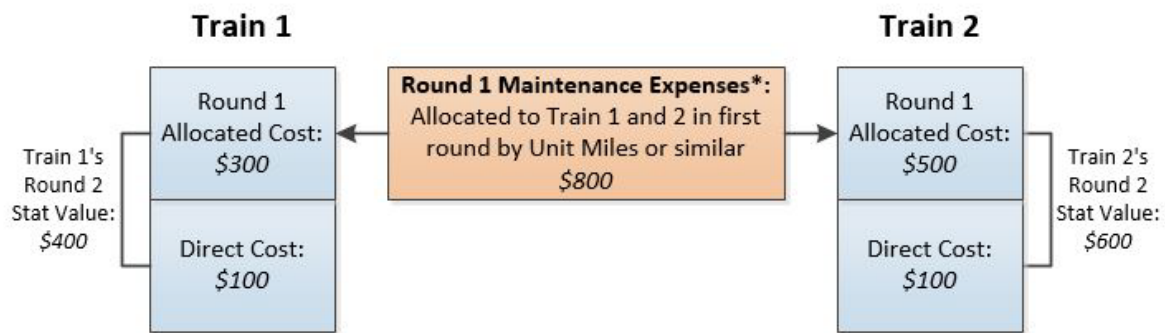 Train 1
Train 2
Round 1
Allocated Cost:
$300
Direct Cost:
$100
Train 1's
Round 2
Stat Value:
$400
Round 1 Maintenance Expenses*:
Allocated to Train 1 and 2 in first
round by Unit Miles or similar
$800
Round 1
Allocated Cost:
$500
Direct Cost:
$100
Train 2's
Round 2
Stat Value:
$600